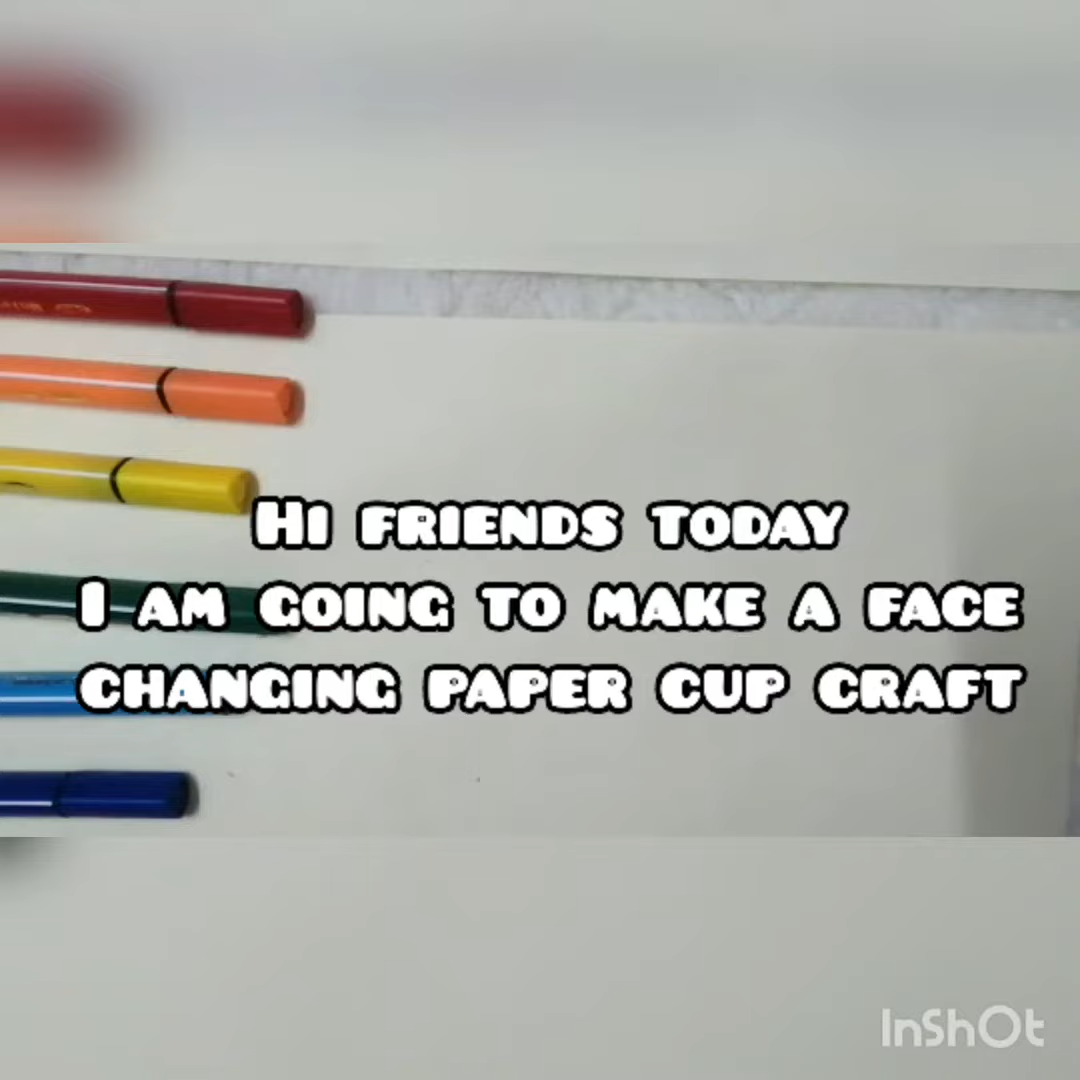 Hi friends today
I am going to make a face
changing paper cup craft
InShOt